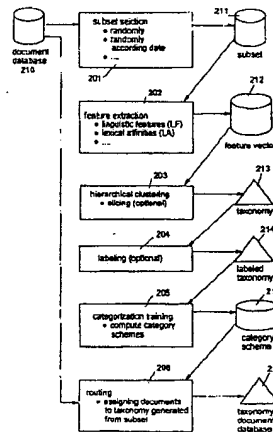 document
database
210
subset selction
• randomly
• randomly
according date
• ...
201
211
subset
202
feature extraction
• linguistic features (LF)
• lexical affinities (LA)
• ...
212
feature vector
203
hierarchical clustering
• slicing (optional)
213
taxonomy
204
labeling (optional)
214
labeled
taxonomy
205
categorization training
• compute category
schemes
category
scheme
206
routing
• assigning documents
to taxonomy generated
from subset
taxonomy
document
database